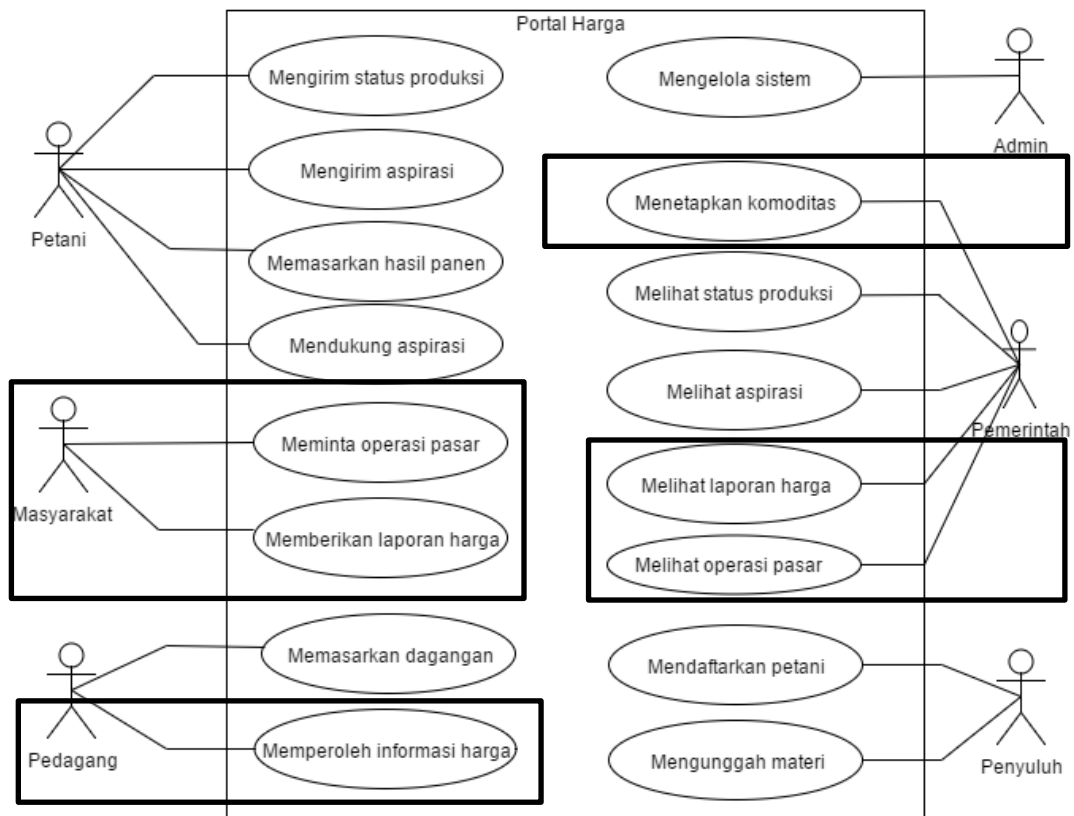 Portal Harga
Mengirim status produksi
Mengirim aspirasi
Petani
Memasarkan hasil panen
Mendukung aspirasi
Meminta operasi pasar
Masyarakat
Memberikan laporan harga
Memasarkan dagangan
Memperoleh informasi harga
Pedagang
Mengelola sistem
Admin
Menetapkan komoditas
Melihat status produksi
Melihat aspirasi
Pemerintah
Melihat laporan harga
Melihat operasi pasar
Mendaftarkan petani
Mengunggah materi
Penyuluh